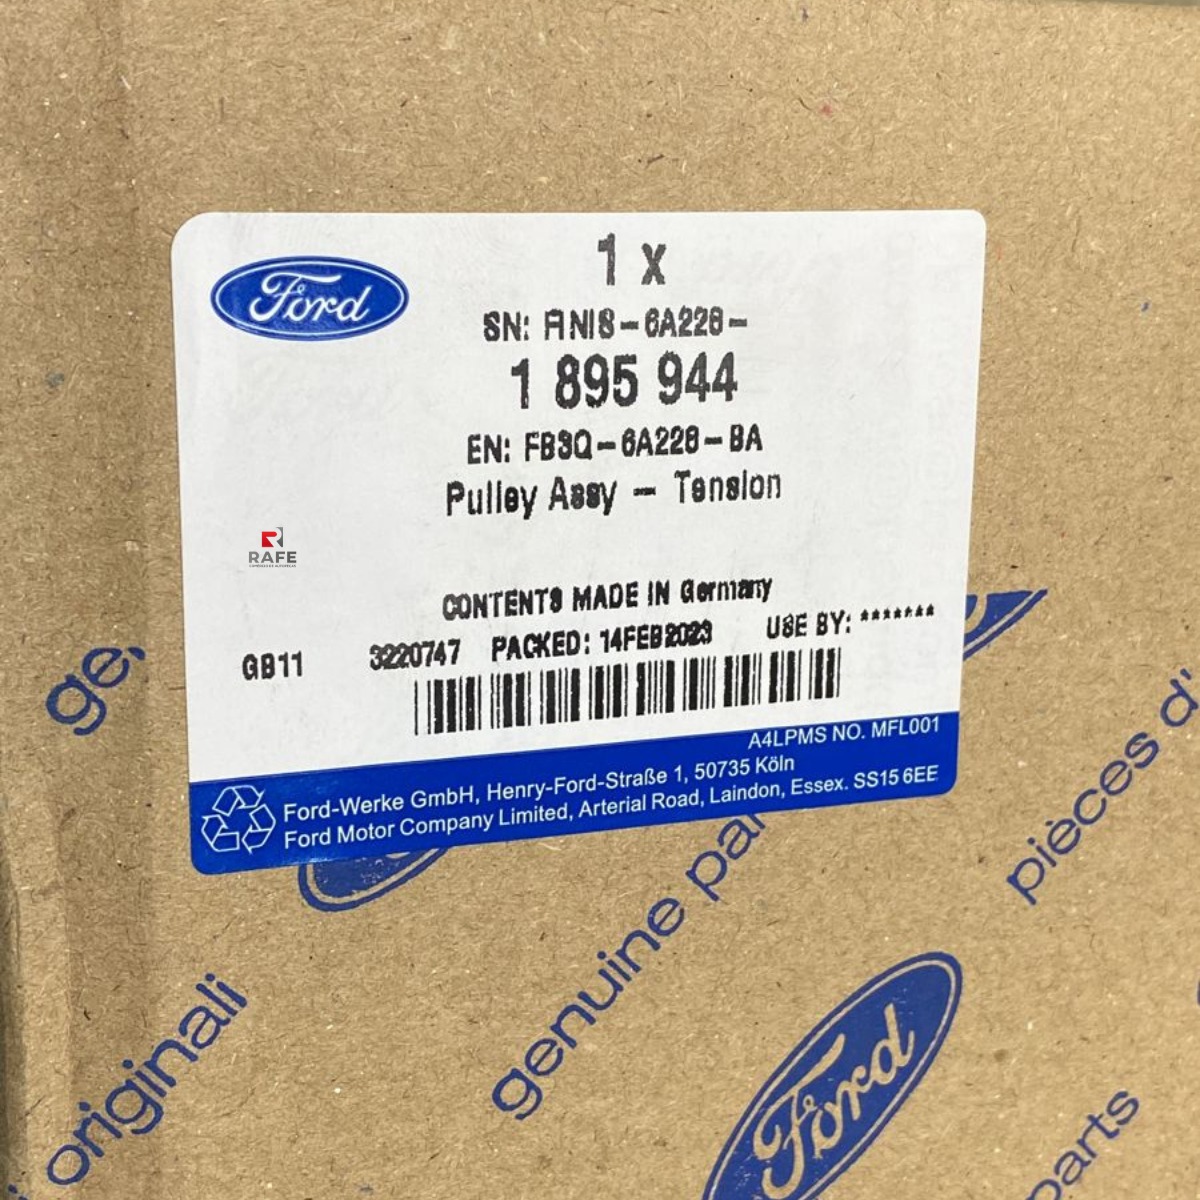 Ford
1 x
SN: FINIS-6A228-
1 895 944
EN: FB3Q-6A228-BA
Pulley Assy - Tension
RAFE
CONTENTS MADE IN Germany
GB11 3220747 PACKED: 14FEB2023 USE BY: *******
A4LPMS NO. MFL001
Ford-Werke GmbH, Henry-Ford-Straße 1, 50735 Köln
Ford Motor Company Limited, Arterial Road, Laindon, Essex. SS15 6EE
ge
pièces d'
genuine par
originali
Ford
parts